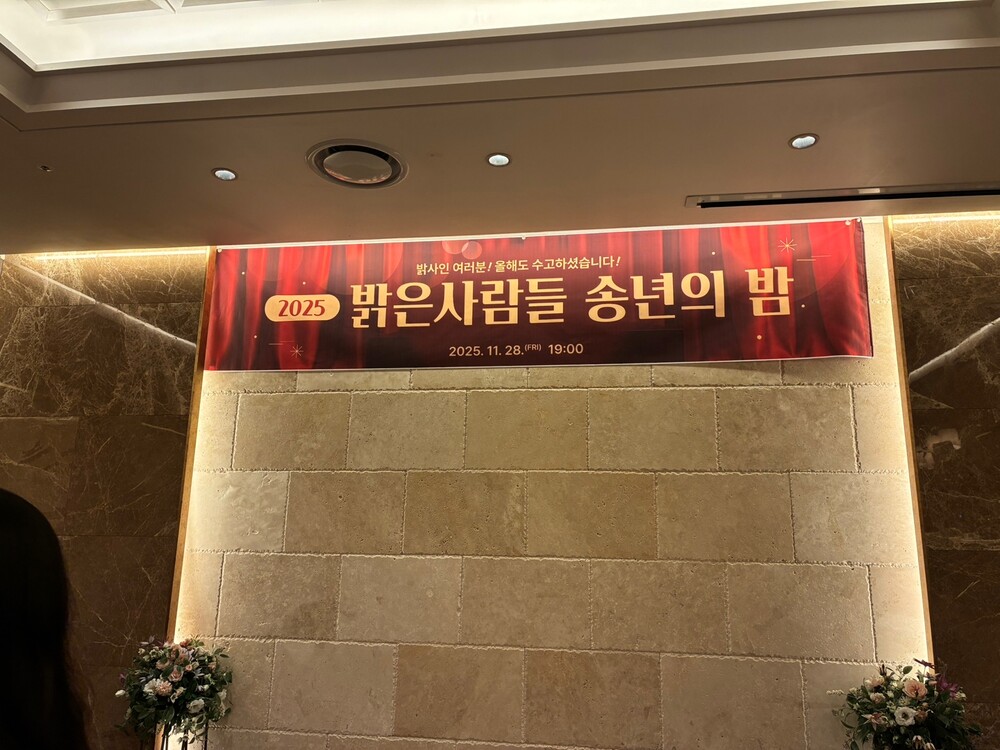 밝사인 여러분! 올해도 수고하셨습니다!
2025 밝은사람들 송년의 밤
2025. 11. 28.(FRI) 19:00